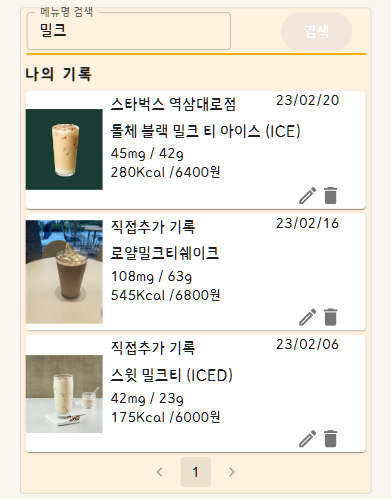 메뉴명 검색
밀크
검색
나의 기록
스타벅스 역삼대로점
23/02/20
돌체 블랙 밀크 티 아이스 (ICE)
45mg / 42g
280Kcal /6400원
직접추가 기록
23/02/16
로얄밀크티쉐이크
108mg / 63g
545Kcal /6800원
직접추가 기록
23/02/06
스윗 밀크티 (ICED)
42mg / 23g
175Kcal /6000원
1